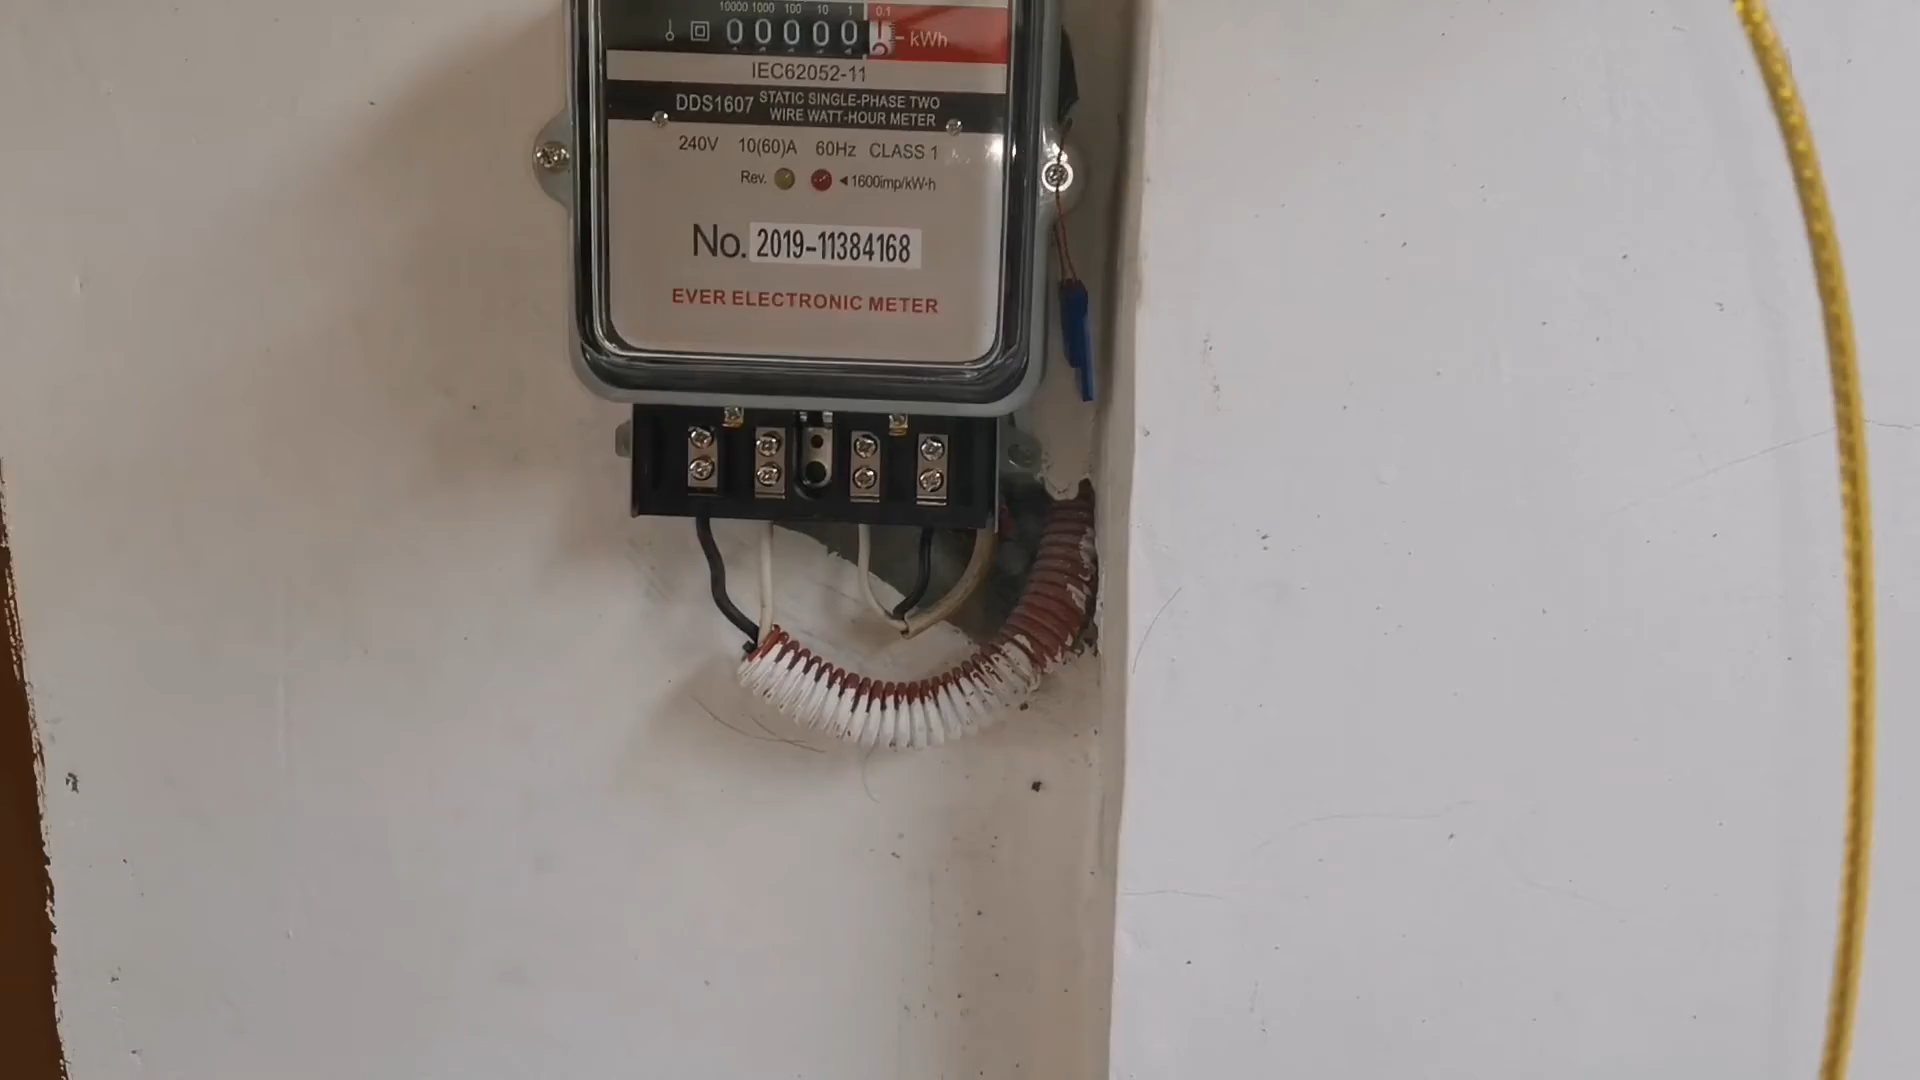 10000 1000 100 10 1 0.1
00000 kWh
IEC62052-11
DDS1607 STATIC SINGLE-PHASE TWO
WIRE WATT-HOUR METER
240V 10(60)A 60Hz CLASS 1
Rev. 1600imp/kW·h
No. 2019-11384168
EVER ELECTRONIC METER